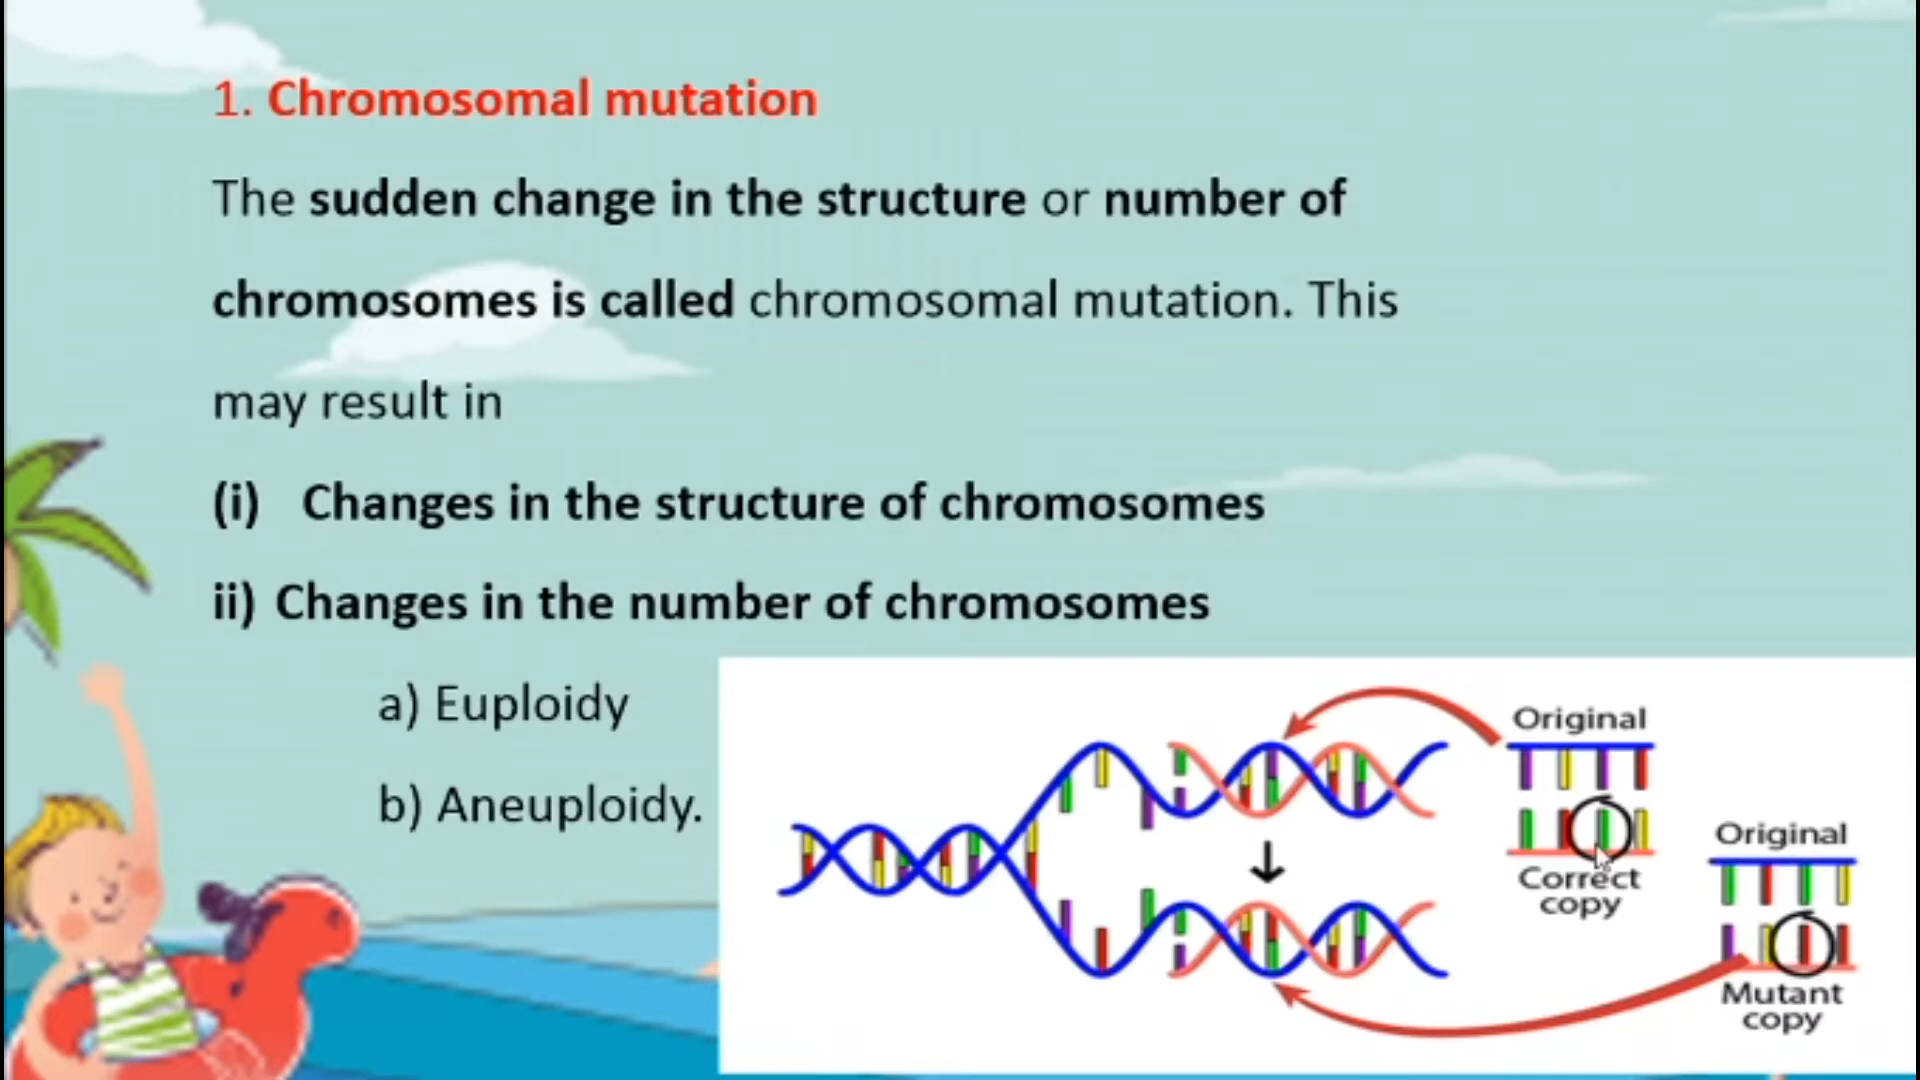 1. Chromosomal mutation
The sudden change in the structure or number of
chromosomes is called chromosomal mutation. This
may result in
(i) Changes in the structure of chromosomes
ii) Changes in the number of chromosomes
a) Euploidy
b) Aneuploidy.
Original
Correct
copy
Original
Mutant
copy